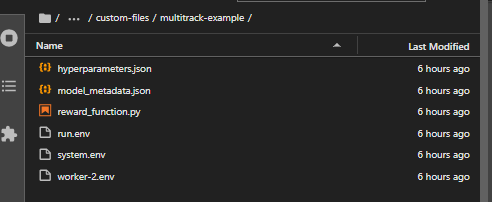 / ··· / custom-files / multitrack-example /
Name Last Modified
hyperparameters.json 6 hours ago
model_metadata.json 6 hours ago
reward_function.py 6 hours ago
run.env 6 hours ago
system.env 6 hours ago
worker-2.env 6 hours ago